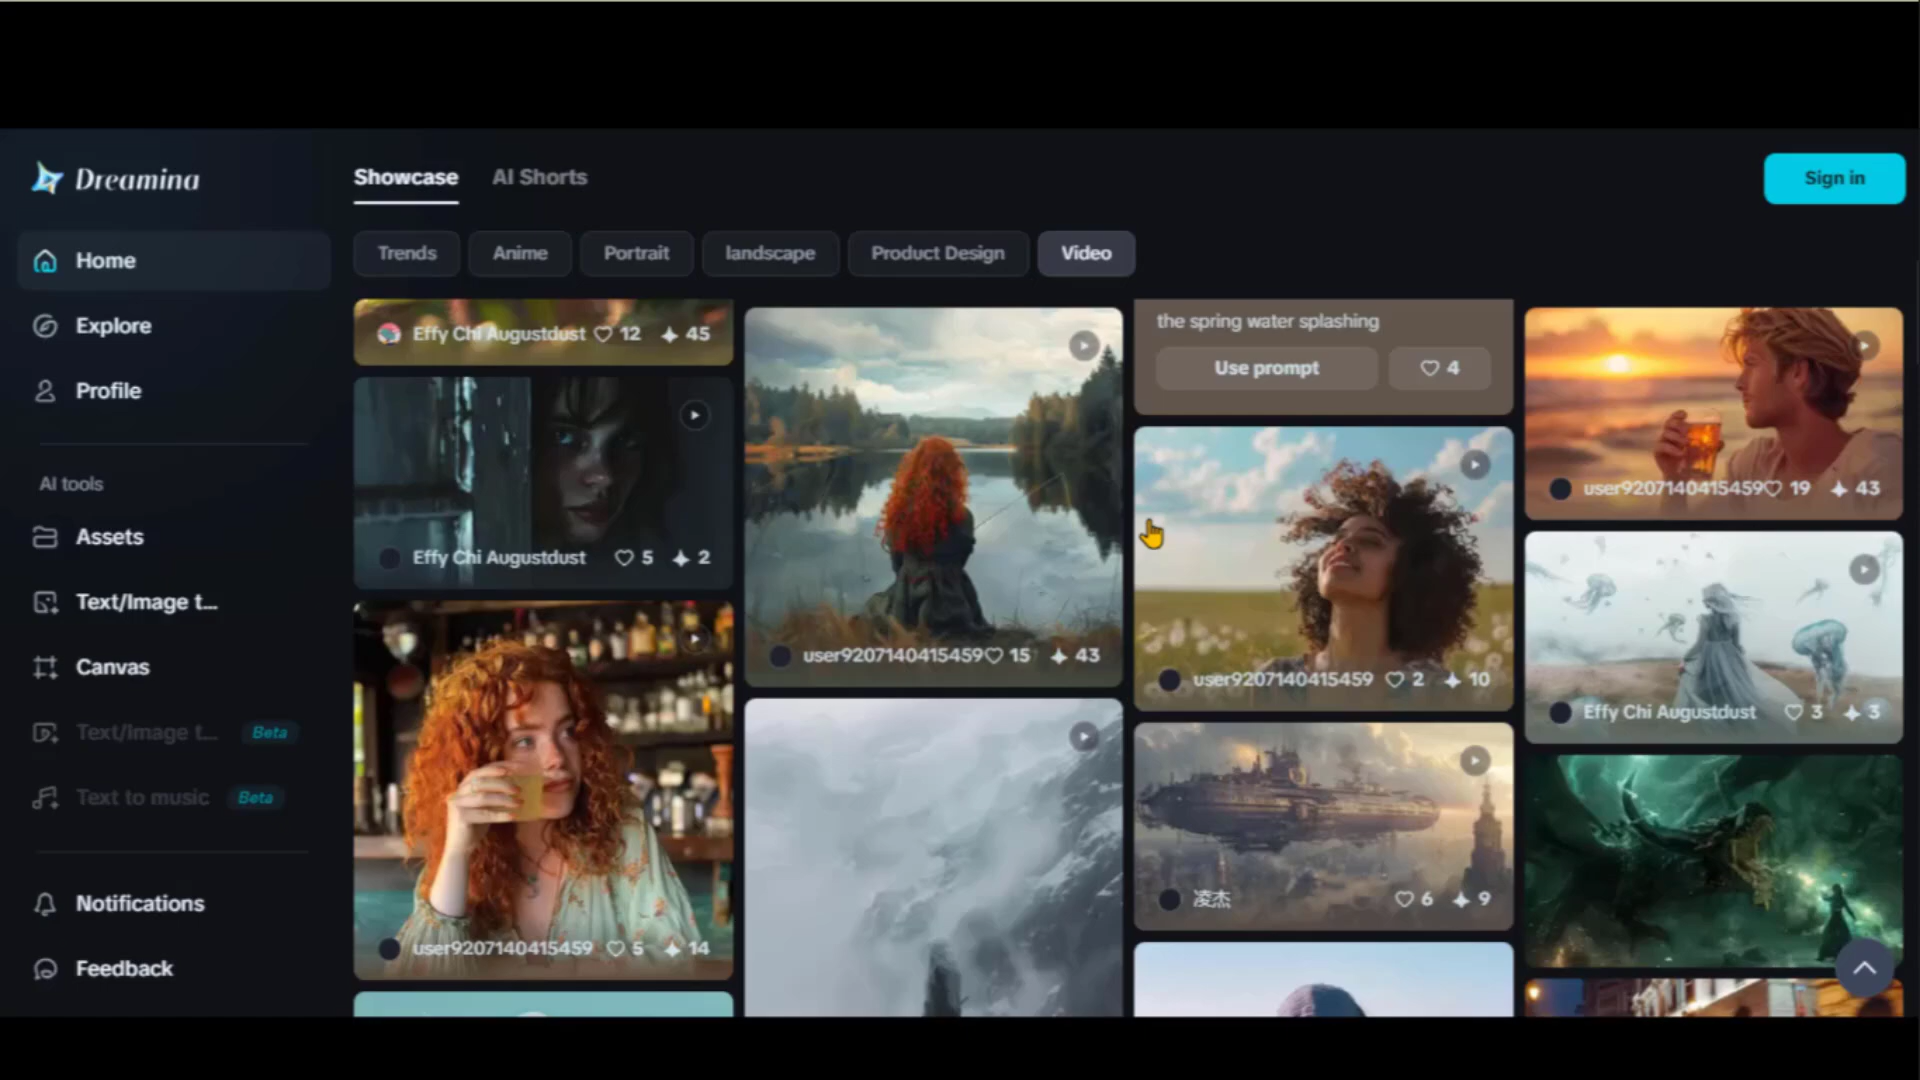 Dreamina
Home
Explore
Profile
AI tools
Assets
Text/Image t...
Canvas
Text/Image t... Beta
Text to music Beta
Notifications
Feedback
Showcase AI Shorts
Sign in
Trends Anime Portrait landscape Product Design Video
Effy Chi Augustdust 12 45
Effy Chi Augustdust 5 2
user9207140415459 5 14
user9207140415459 15 43
the spring water splashing
Use prompt 4
user9207140415459 2 10
凌杰 6 9
user9207140415459 19 43
Effy Chi Augustdust 3 3